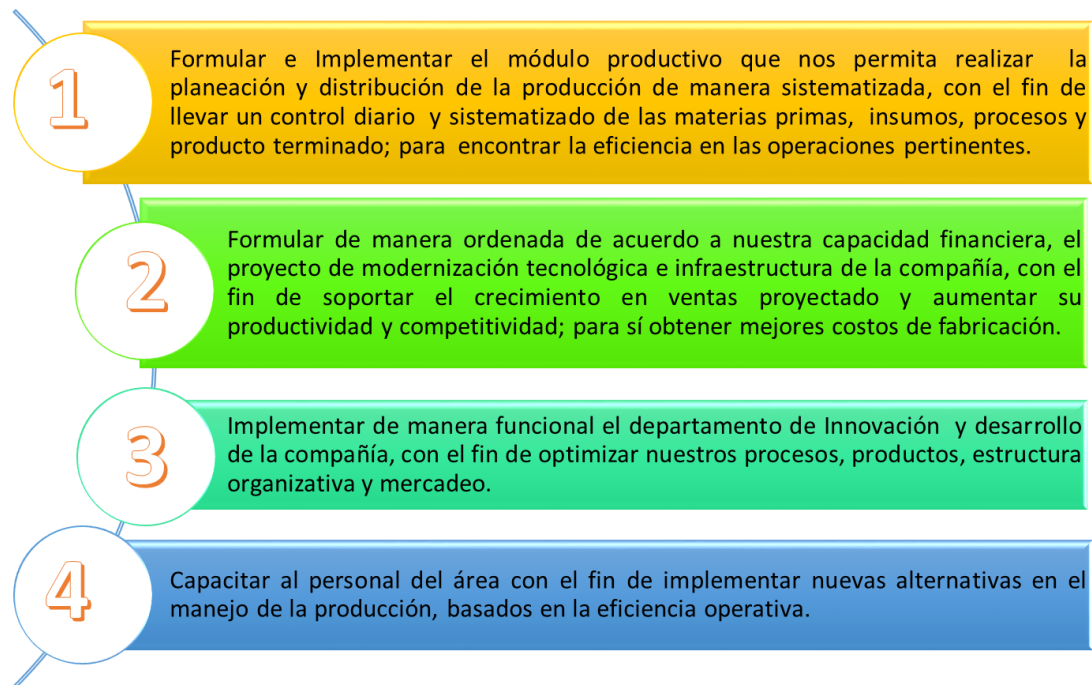 1
Formular e Implementar el módulo productivo que nos permita realizar la
planeación y distribución de la producción de manera sistematizada, con el fin de
llevar un control diario y sistematizado de las materias primas, insumos, procesos y
producto terminado; para encontrar la eficiencia en las operaciones pertinentes.
2
Formular de manera ordenada de acuerdo a nuestra capacidad financiera, el
proyecto de modernización tecnológica e infraestructura de la compañía, con el
fin de soportar el crecimiento en ventas proyectado y aumentar su
productividad y competitividad; para sí obtener mejores costos de fabricación.
3
Implementar de manera funcional el departamento de Innovación y desarrollo
de la compañía, con el fin de optimizar nuestros procesos, productos, estructura
organizativa y mercadeo.
4
Capacitar al personal del área con el fin de implementar nuevas alternativas en el
manejo de la producción, basados en la eficiencia operativa.